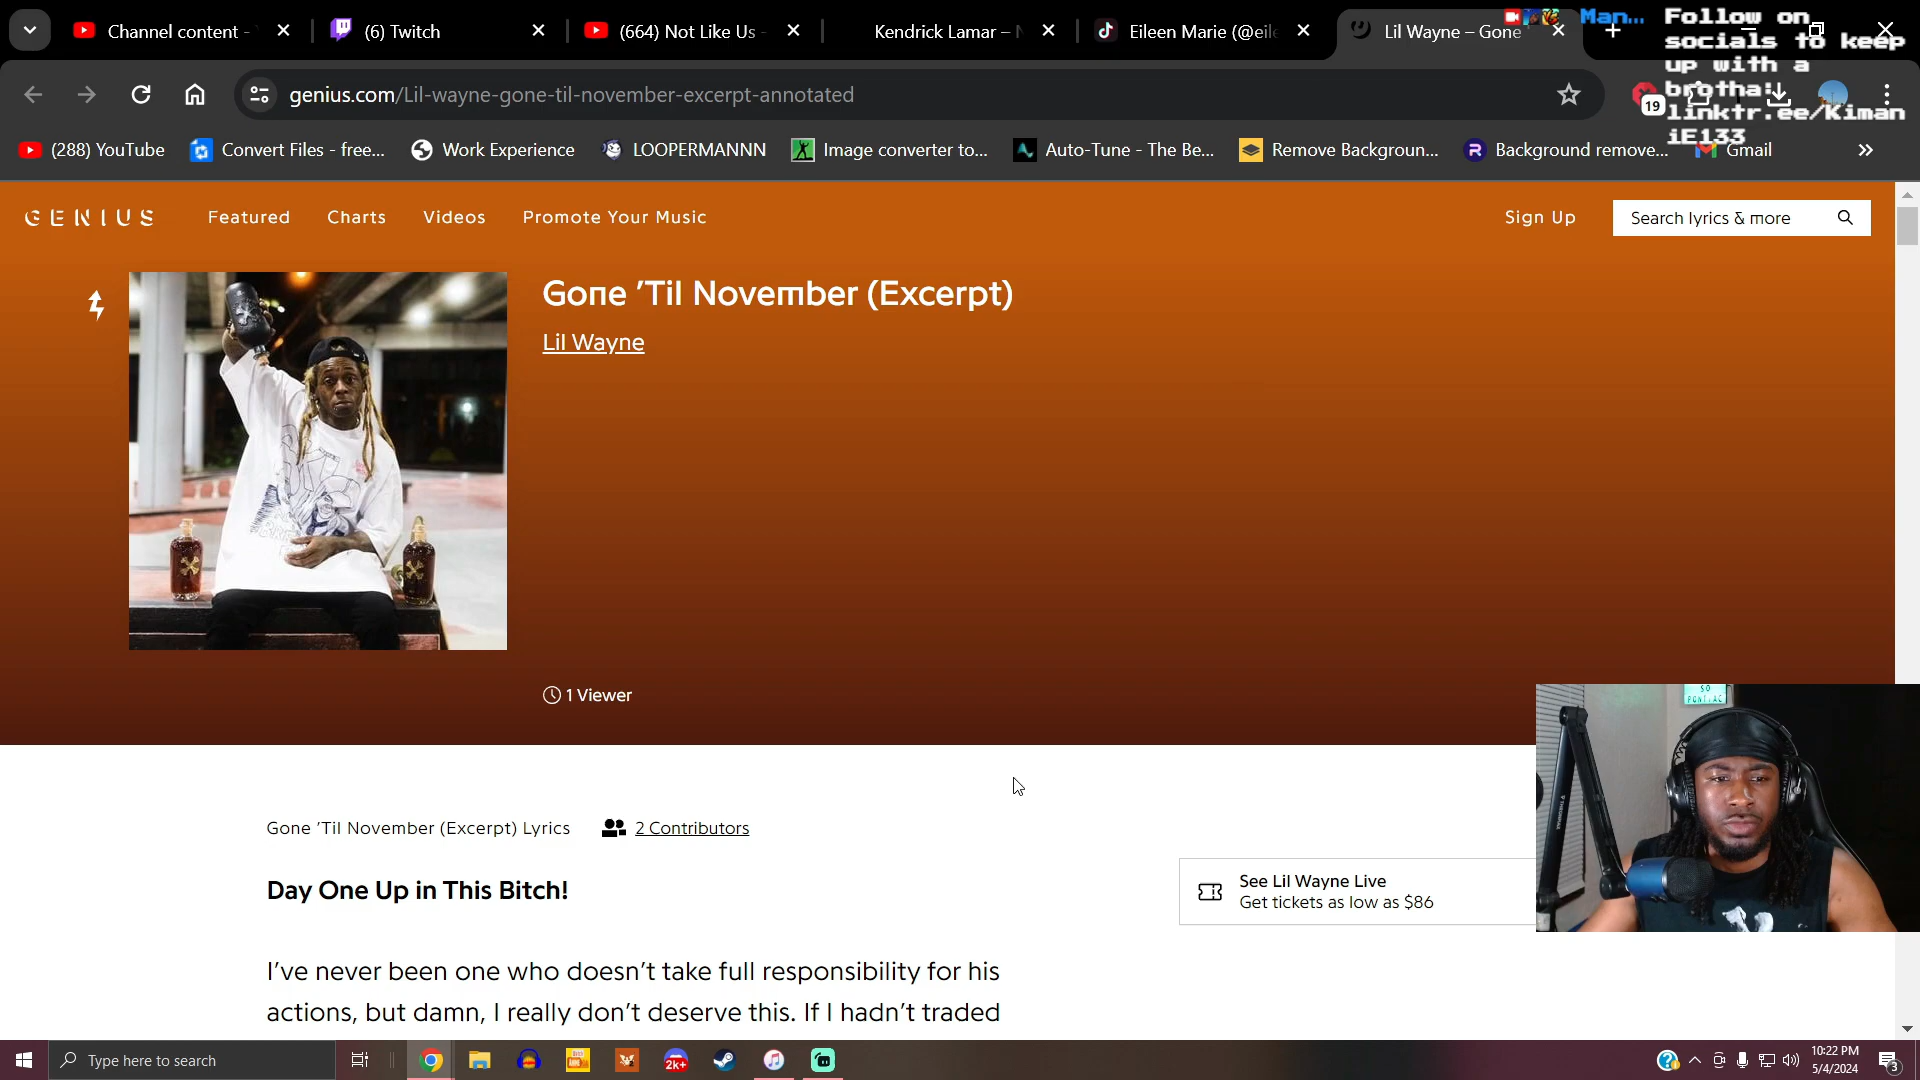 Channel content -
(6) Twitch
(664) Not Like Us -
Kendrick Lamar –
Eileen Marie (@eile
Lil Wayne – Gone
Man...
Follow on
socials to keep
up with a
brotha:
linktr.ee/Kiman
iE133
genius.com/Lil-wayne-gone-til-november-excerpt-annotated
19
(288) YouTube
Convert Files - free...
Work Experience
LOOPERMANNN
Image converter to...
Auto-Tune - The Be...
Remove Backgroun...
Background remove...
Gmail
GENIUS
Featured
Charts
Videos
Promote Your Music
Sign Up
Search lyrics & more
Gone ’Til November (Excerpt)
Lil Wayne
1 Viewer
Gone ’Til November (Excerpt) Lyrics
2 Contributors
Day One Up in This Bitch!
See Lil Wayne Live
Get tickets as low as $86
I’ve never been one who doesn’t take full responsibility for his
actions, but damn, I really don’t deserve this. If I hadn’t traded
SO
PONTIAC
Type here to search
2k+
10:22 PM
5/4/2024
3